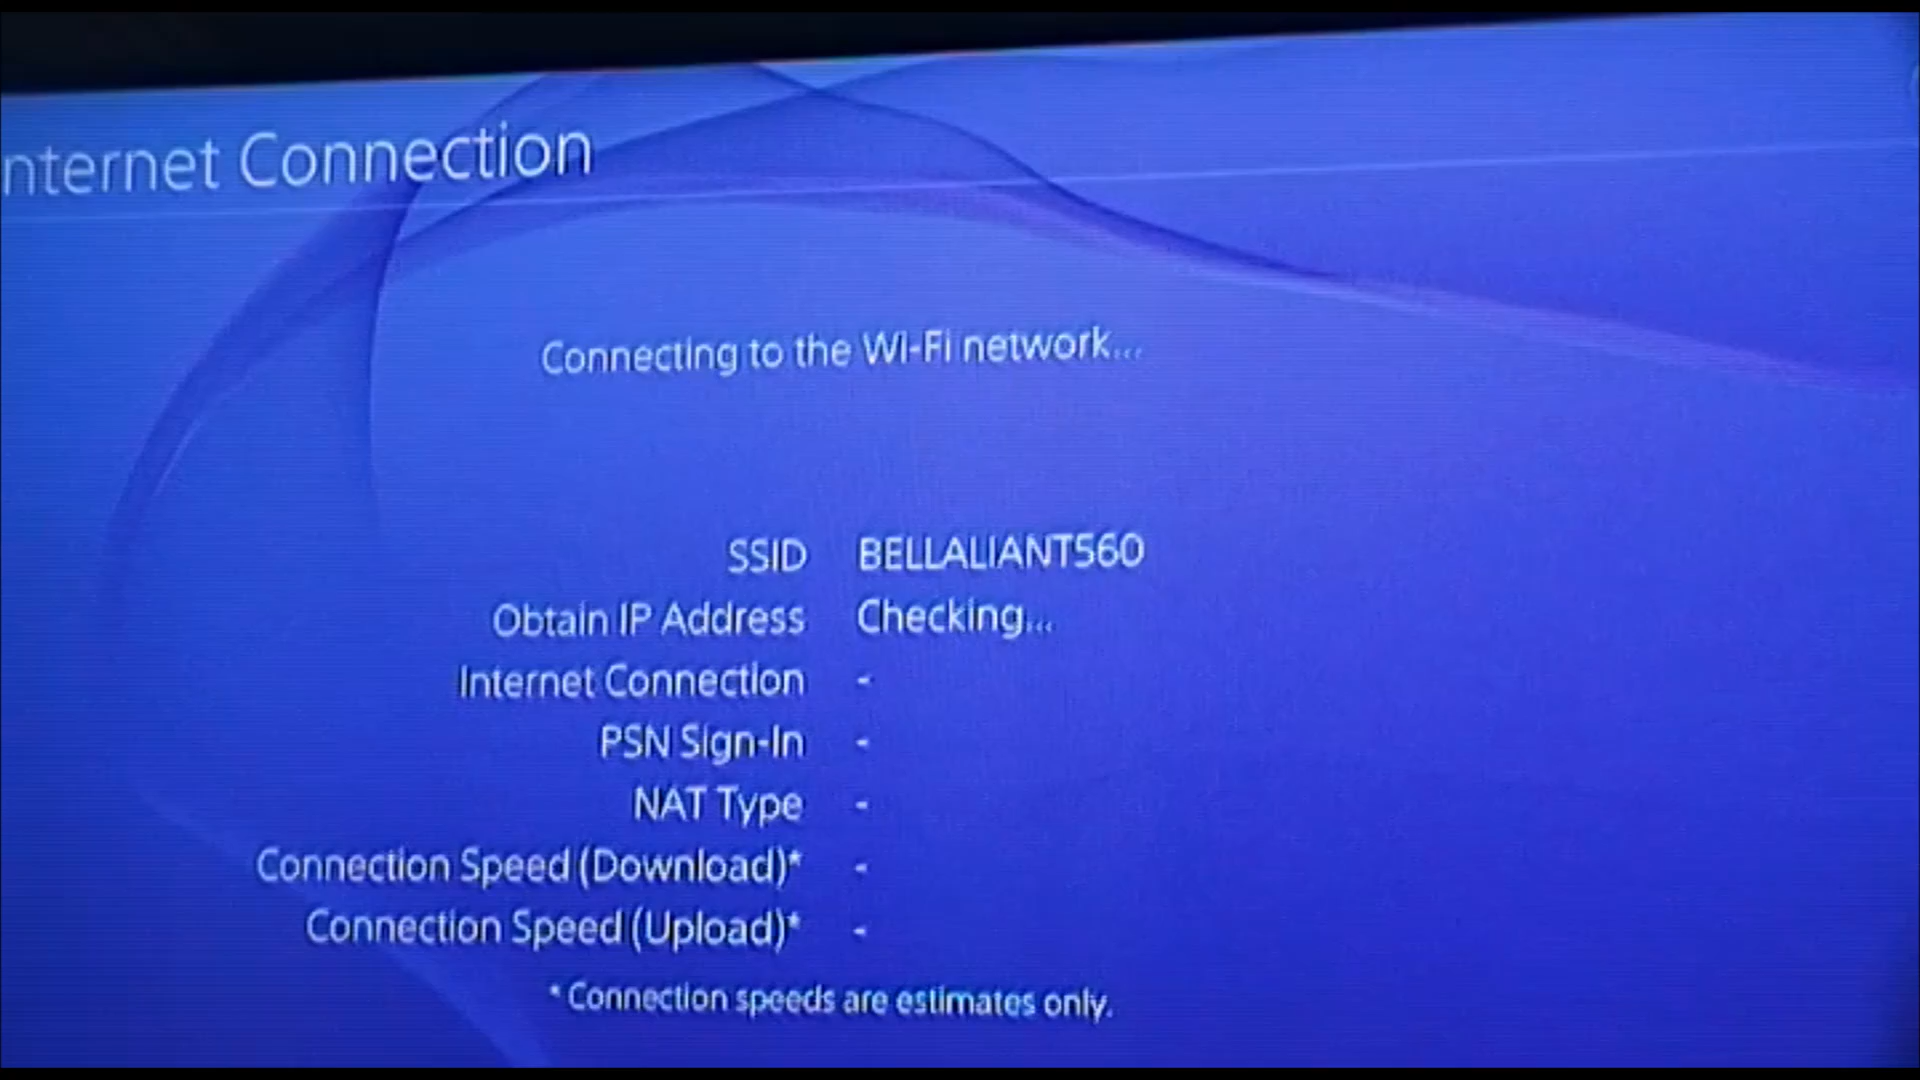 nternet Connection
Connecting to the Wi-Fi network...
SSID BELLALIANT560
Obtain IP Address Checking...
Internet Connection -
PSN Sign-In -
NAT Type -
Connection Speed (Download)* -
Connection Speed (Upload)* -
* Connection speeds are estimates only.